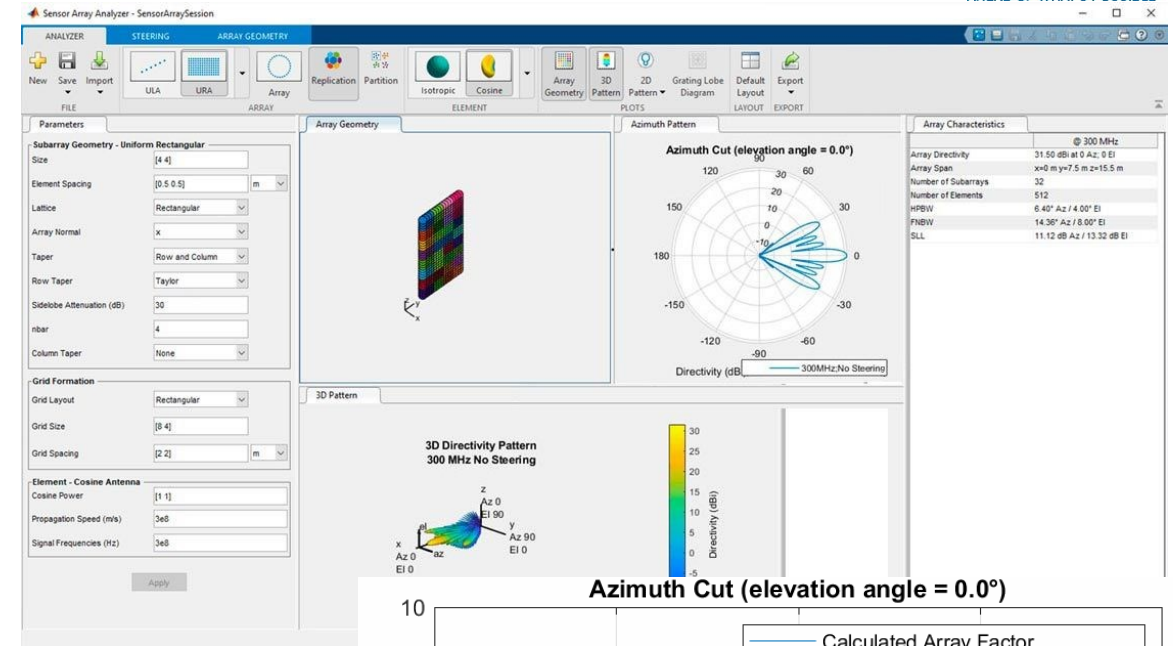 AHEAD OF WHAT'S POSSIBLE
Sensor Array Analyzer - SensorArraySession
ANALYZER STEERING ARRAY GEOMETRY
New Save Import ULA URA Array Replication Partition Isotropic Cosine Array Geometry 3D Pattern 2D Pattern Grating Lobe Diagram Default Layout Export
FILE ARRAY ELEMENT PLOTS LAYOUT EXPORT
Parameters
Subarray Geometry - Uniform Rectangular
Size [4 4]
Element Spacing [0.5 0.5] m
Lattice Rectangular
Array Normal x
Taper Row and Column
Row Taper Taylor
Sidelobe Attenuation (dB) 30
nbar 4
Column Taper None
Grid Formation
Grid Layout Rectangular
Grid Size [8 4]
Grid Spacing [2 2] m
Element - Cosine Antenna
Cosine Power [1 1]
Propagation Speed (m/s) 3e8
Signal Frequencies (Hz) 3e8
Apply
Array Geometry
z y
x
Azimuth Pattern
Azimuth Cut (elevation angle = 0.0°)
90
120 60
30
20
150 10 30
0
-10
180 0
-150 -30
-120 -60
-90
Directivity (dB
300MHz;No Steering
3D Pattern
3D Directivity Pattern
300 MHz No Steering
z
Az 0
El 90
y
Az 90
El 0
el
az
x
Az 0
El 0
30
25
20
15
10
5
0
-5
Directivity (dBi)
Array Characteristics
@ 300 MHz
Array Directivity 31.50 dBi at 0 Az; 0 El
Array Span x=0 m y=7.5 m z=15.5 m
Number of Subarrays 32
Number of Elements 512
HPBW 6.40° Az / 4.00° El
FNBW 14.36° Az / 8.00° El
SLL 11.12 dB Az / 13.32 dB El
Azimuth Cut (elevation angle = 0.0°)
10
Calculated Array Factor